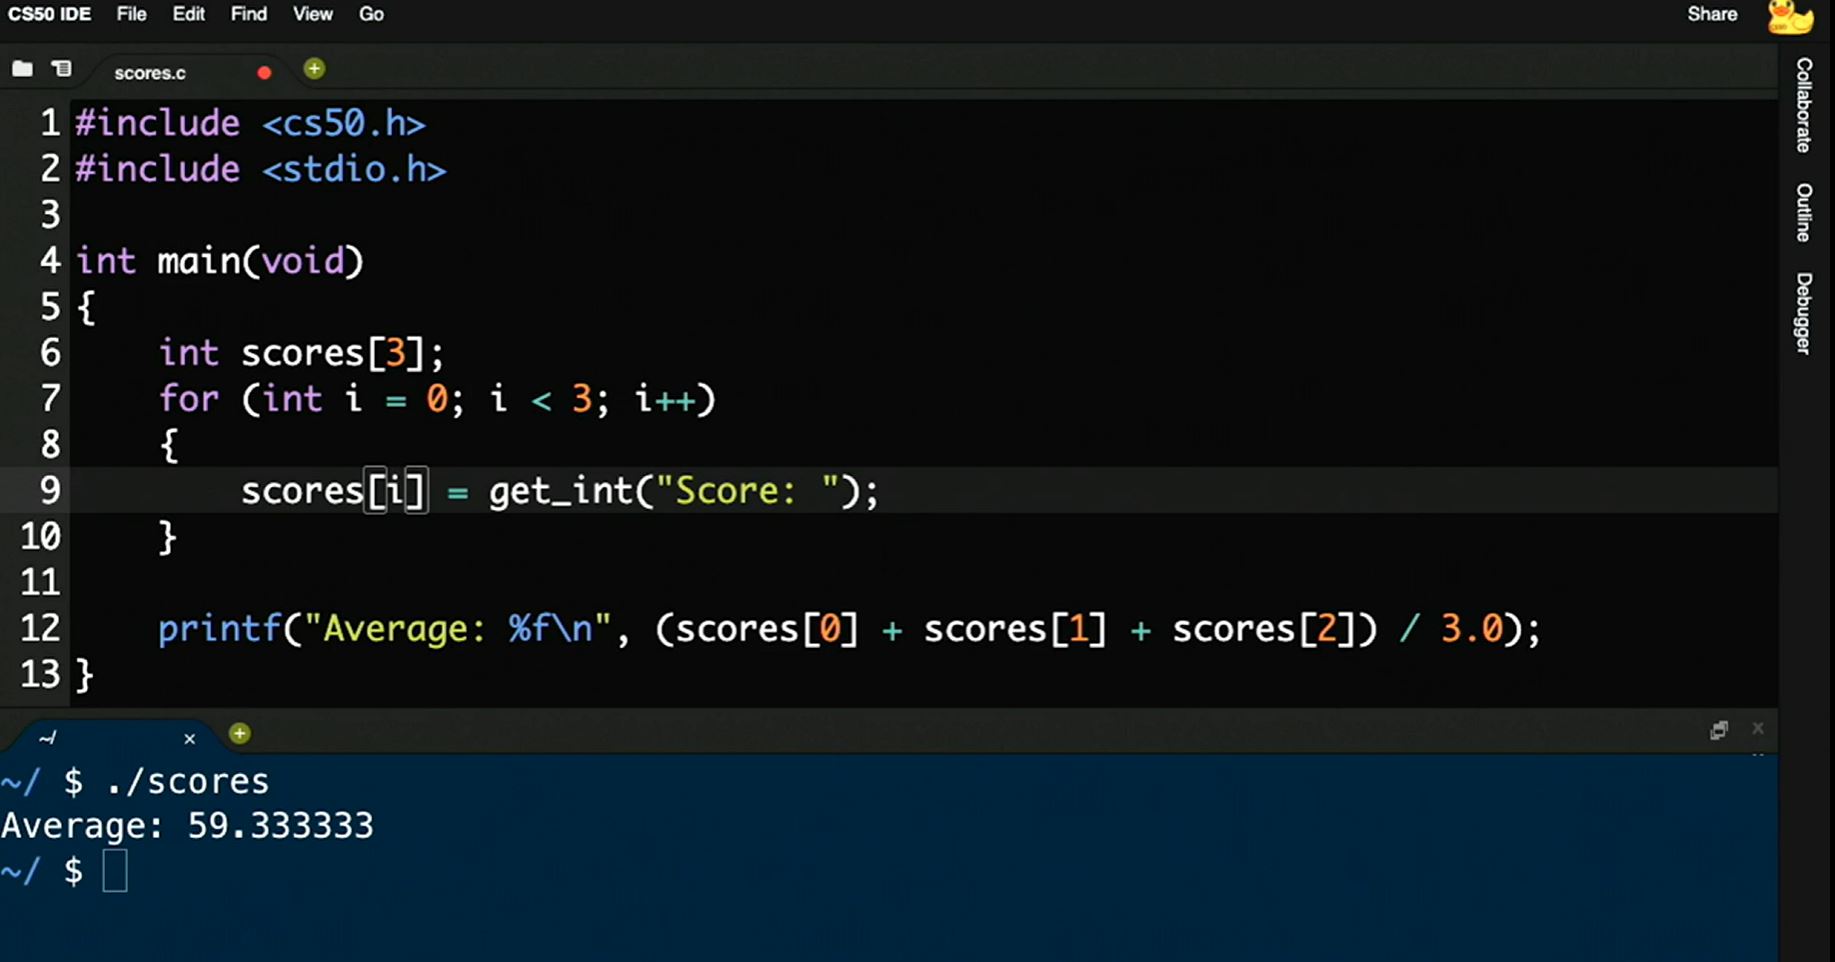 CS50 IDE File Edit Find View Go Share
scores.c
1 #include <cs50.h>
2 #include <stdio.h>
3
4 int main(void)
5 {
6     int scores[3];
7     for (int i = 0; i < 3; i++)
8     {
9         scores[i] = get_int("Score: ");
10     }
11
12     printf("Average: %f\n", (scores[0] + scores[1] + scores[2]) / 3.0);
13 }
Collaborate
Outline
Debugger
~/
~/ $ ./scores
Average: 59.333333
~/ $